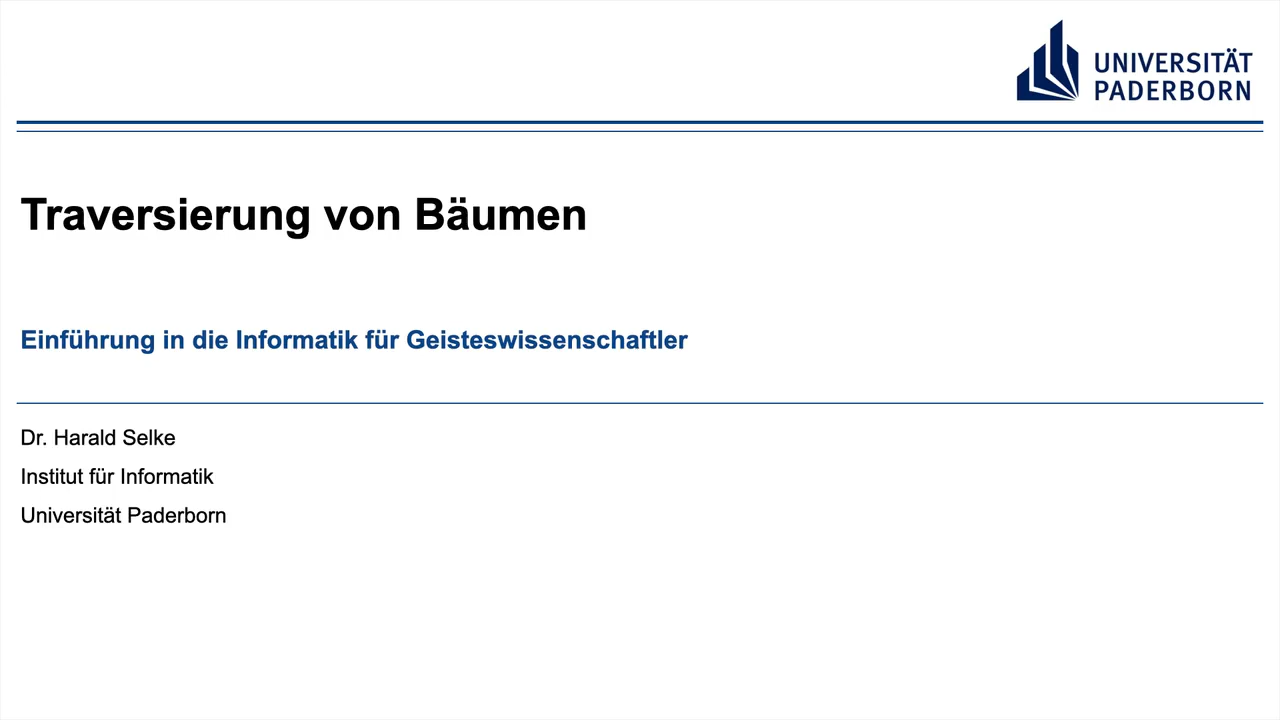 UNIVERSITÄT
PADERBORN
Traversierung von Bäumen
Einführung in die Informatik für Geisteswissenschaftler
Dr. Harald Selke
Institut für Informatik
Universität Paderborn